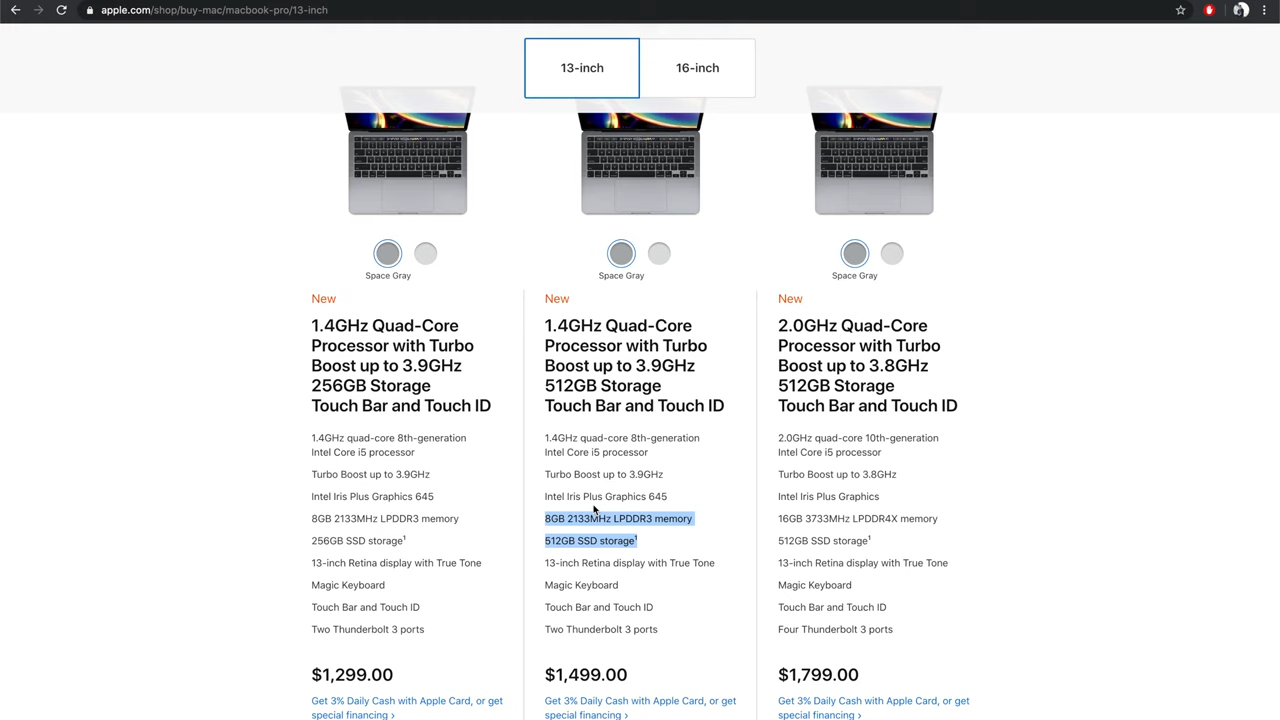 apple.com/shop/buy-mac/macbook-pro/13-inch
13-inch
16-inch
Space Gray
New
1.4GHz Quad-Core
Processor with Turbo
Boost up to 3.9GHz
256GB Storage
Touch Bar and Touch ID
1.4GHz quad-core 8th-generation
Intel Core i5 processor
Turbo Boost up to 3.9GHz
Intel Iris Plus Graphics 645
8GB 2133MHz LPDDR3 memory
256GB SSD storage¹
13-inch Retina display with True Tone
Magic Keyboard
Touch Bar and Touch ID
Two Thunderbolt 3 ports
$1,299.00
Get 3% Daily Cash with Apple Card, or get
special financing ›
Space Gray
New
1.4GHz Quad-Core
Processor with Turbo
Boost up to 3.9GHz
512GB Storage
Touch Bar and Touch ID
1.4GHz quad-core 8th-generation
Intel Core i5 processor
Turbo Boost up to 3.9GHz
Intel Iris Plus Graphics 645
8GB 2133MHz LPDDR3 memory
512GB SSD storage¹
13-inch Retina display with True Tone
Magic Keyboard
Touch Bar and Touch ID
Two Thunderbolt 3 ports
$1,499.00
Get 3% Daily Cash with Apple Card, or get
special financing ›
Space Gray
New
2.0GHz Quad-Core
Processor with Turbo
Boost up to 3.8GHz
512GB Storage
Touch Bar and Touch ID
2.0GHz quad-core 10th-generation
Intel Core i5 processor
Turbo Boost up to 3.8GHz
Intel Iris Plus Graphics
16GB 3733MHz LPDDR4X memory
512GB SSD storage¹
13-inch Retina display with True Tone
Magic Keyboard
Touch Bar and Touch ID
Four Thunderbolt 3 ports
$1,799.00
Get 3% Daily Cash with Apple Card, or get
special financing ›